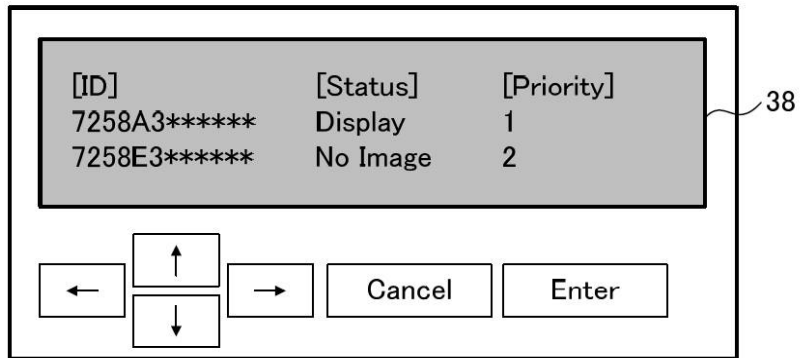 [ID] [Status] [Priority]
7258A3****** Display 1
7258E3****** No Image 2
38
↑
← → Cancel Enter
↓